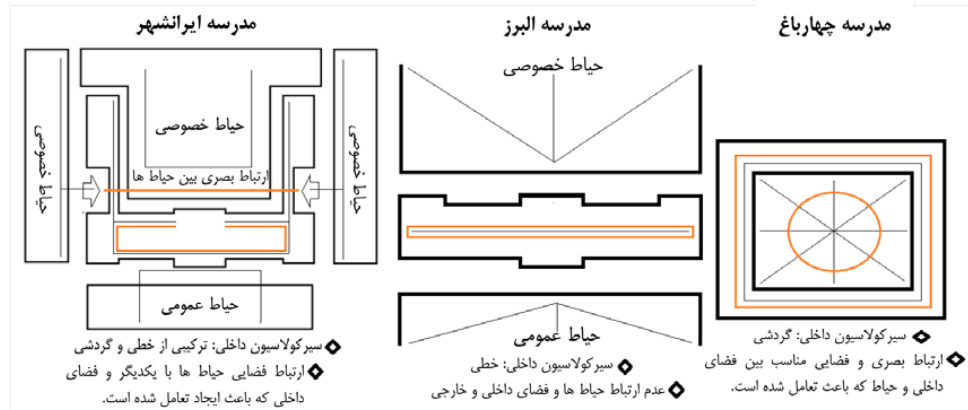 مدرسه چهارباغ
سیرکولاسیون داخلی: گردشی
ارتباط بصری و فضایی مناسب بین فضای
داخلی و حیاط که باعث تعامل شده است.
مدرسه البرز
حیاط خصوصی
حیاط عمومی
سیرکولاسیون داخلی: خطی
عدم ارتباط حیاط ها و فضای داخلی و خارجی
مدرسه ایرانشهر
حیاط خصوصی
حیاط خصوصی
ارتباط بصری بین حیاط ها
حیاط خصوصی
حیاط عمومی
سیرکولاسیون داخلی: ترکیبی از خطی و گردشی
ارتباط فضایی حیاط ها با یکدیگر و فضای
داخلی که باعث ایجاد تعامل شده است.